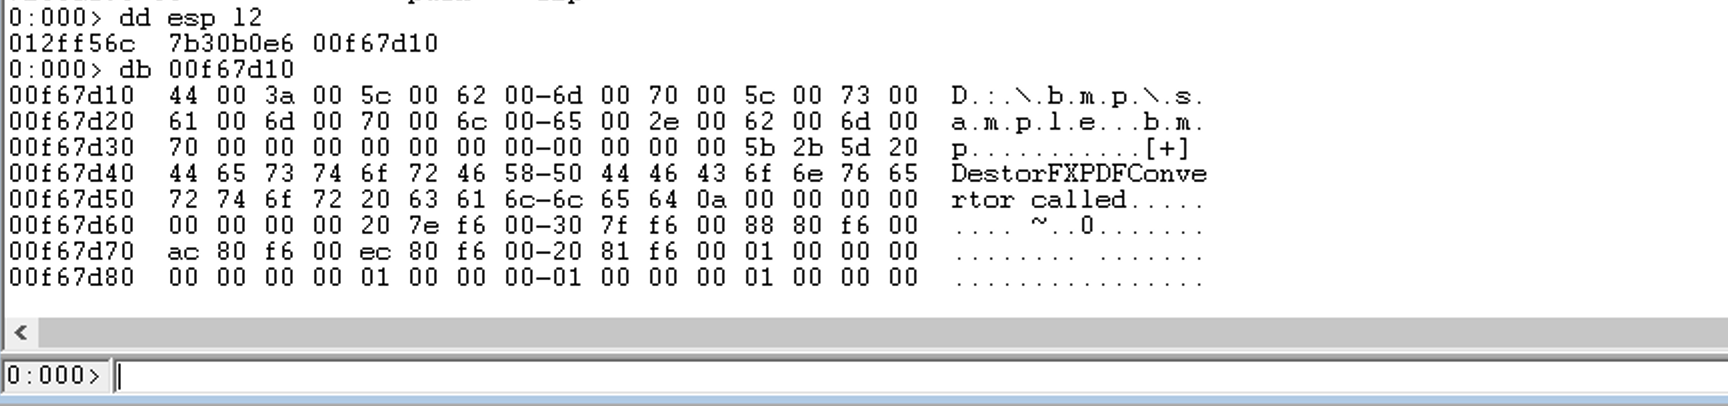 0:000> dd esp l2
012ff56c  7b30b0e6 00f67d10
0:000> db 00f67d10
00f67d10  44 00 3a 00 5c 00 62 00-6d 00 70 00 5c 00 73 00  D.:.\.b.m.p.\.s.
00f67d20  61 00 6d 00 70 00 6c 00-65 00 2e 00 62 00 6d 00  a.m.p.l.e...b.m.
00f67d30  70 00 00 00 00 00 00 00-00 00 00 00 5b 2b 5d 20  p...........[+] 
00f67d40  44 65 73 74 6f 72 46 58-50 44 46 43 6f 6e 76 65  DestorFXPDFConve
00f67d50  72 74 6f 72 20 63 61 6c-6c 65 64 0a 00 00 00 00  rtor called.....
00f67d60  00 00 00 00 20 7e f6 00-30 7f f6 00 88 80 f6 00  .... ~..0.......
00f67d70  ac 80 f6 00 ec 80 f6 00-20 81 f6 00 01 00 00 00  ........ .......
00f67d80  00 00 00 00 01 00 00 00-01 00 00 00 01 00 00 00  ................
0:000>